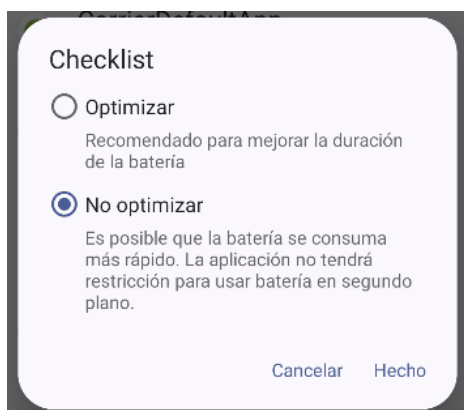 CarrierDefaultApp
Checklist
Optimizar
Recomendado para mejorar la duración
de la batería
No optimizar
Es posible que la batería se consuma
más rápido. La aplicación no tendrá
restricción para usar batería en segundo
plano.
Cancelar Hecho